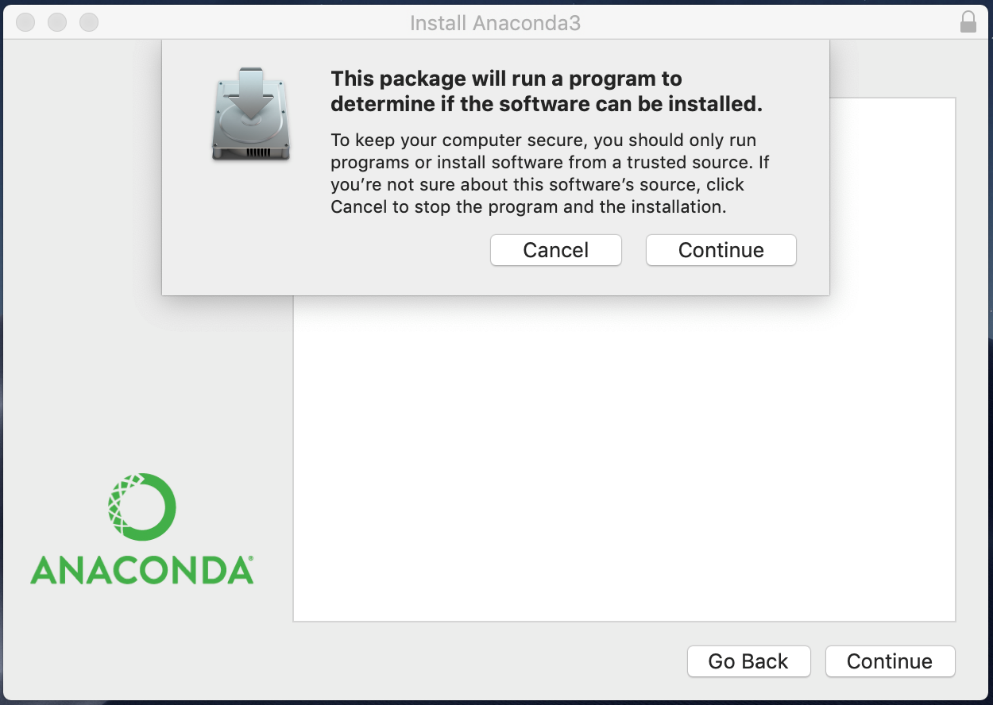 Install Anaconda3
This package will run a program to
determine if the software can be installed.
To keep your computer secure, you should only run
programs or install software from a trusted source. If
you’re not sure about this software’s source, click
Cancel to stop the program and the installation.
Cancel
Continue
ANACONDA®
Go Back
Continue